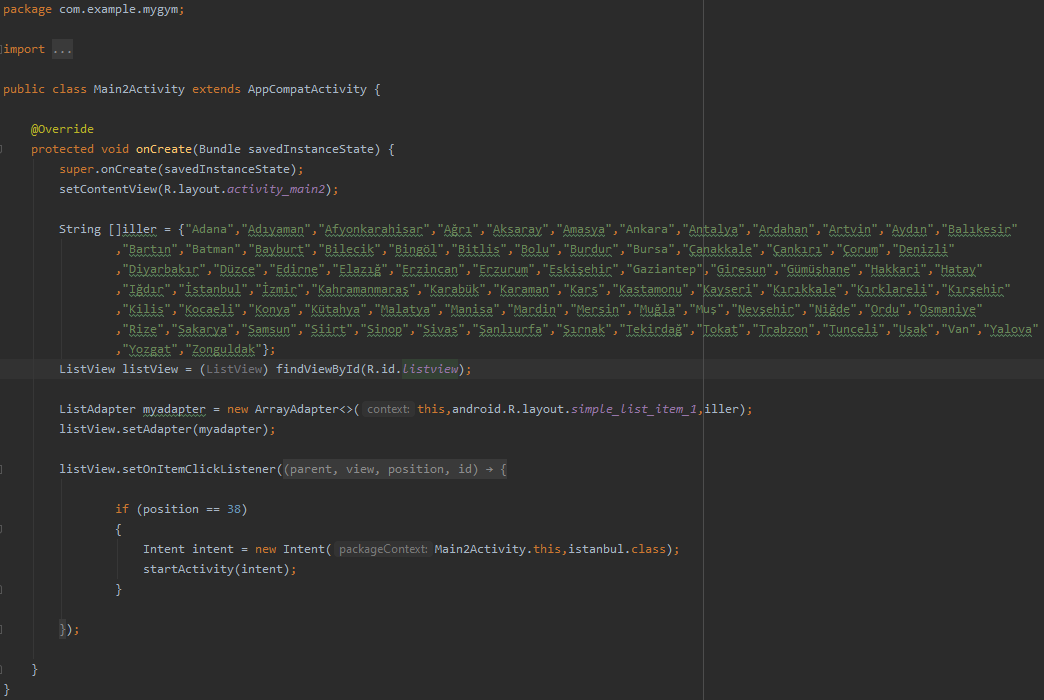 package com.example.mygym;
import ...
public class Main2Activity extends AppCompatActivity {
@Override
protected void onCreate(Bundle savedInstanceState) {
super.onCreate(savedInstanceState);
setContentView(R.layout.activity_main2);
String []iller = {"Adana","Adıyaman","Afyonkarahisar","Ağrı","Aksaray","Amasya","Ankara","Antalya","Ardahan","Artvin","Aydın","Balıkesir"
,"Bartın","Batman","Bayburt","Bilecik","Bingöl","Bitlis","Bolu","Burdur","Bursa","Çanakkale","Çankırı","Çorum","Denizli"
,"Diyarbakır","Düzce","Edirne","Elazığ","Erzincan","Erzurum","Eskişehir","Gaziantep","Giresun","Gümüşhane","Hakkari","Hatay"
,"Iğdır","İstanbul","İzmir","Kahramanmaraş","Karabük","Karaman","Kars","Kastamonu","Kayseri","Kırıkkale","Kırklareli","Kırşehir"
,"Kilis","Kocaeli","Konya","Kütahya","Malatya","Manisa","Mardin","Mersin","Muğla","Muş","Nevşehir","Niğde","Ordu","Osmaniye"
,"Rize","Sakarya","Samsun","Siirt","Sinop","Sivas","Şanlıurfa","Şırnak","Tekirdağ","Tokat","Trabzon","Tunceli","Uşak","Van","Yalova"
,"Yozgat","Zonguldak"};
ListView listView = (ListView) findViewById(R.id.listview);
ListAdapter myadapter = new ArrayAdapter<>( context: this,android.R.layout.simple_list_item_1,iller);
listView.setAdapter(myadapter);
listView.setOnItemClickListener((parent, view, position, id) → {
if (position == 38)
{
Intent intent = new Intent( packageContext: Main2Activity.this,istanbul.class);
startActivity(intent);
}
});
}
}